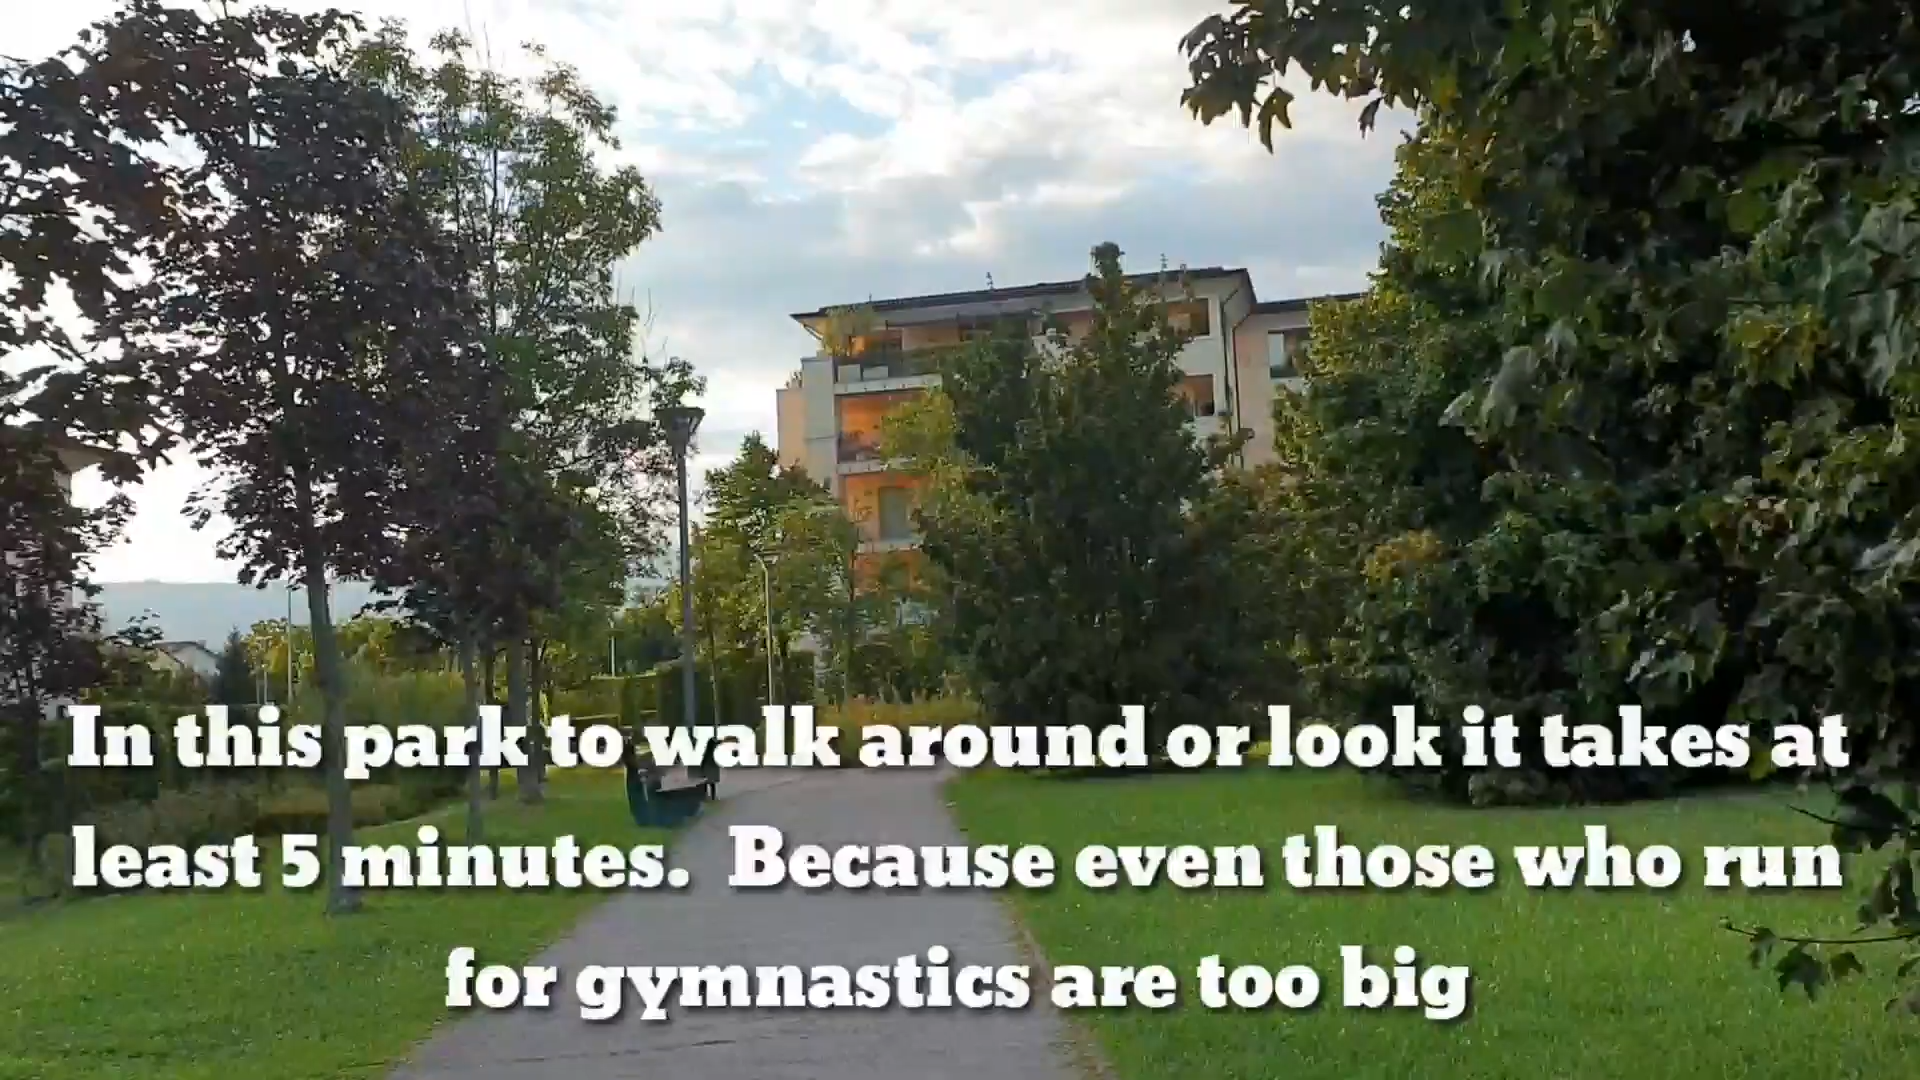 In this park to walk around or look it takes at
least 5 minutes.  Because even those who run
for gymnastics are too big